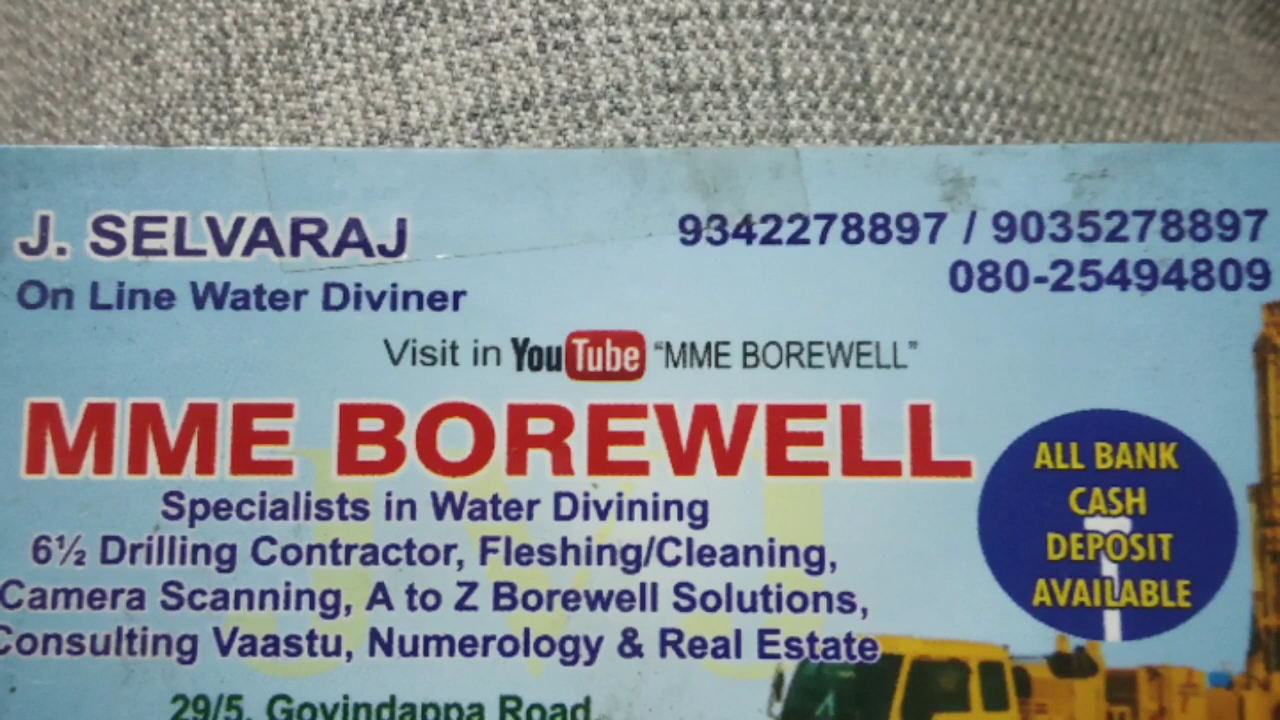 J. SELVARAJ
9342278897 / 9035278897
On Line Water Diviner
080-25494809
Visit in YouTube “MME BOREWELL”
MME BOREWELL
Specialists in Water Divining
6½ Drilling Contractor, Fleshing/Cleaning,
Camera Scanning, A to Z Borewell Solutions,
Consulting Vaastu, Numerology & Real Estate
ALL BANK
CASH
DEPOSIT
AVAILABLE
29/5, Govindappa Road